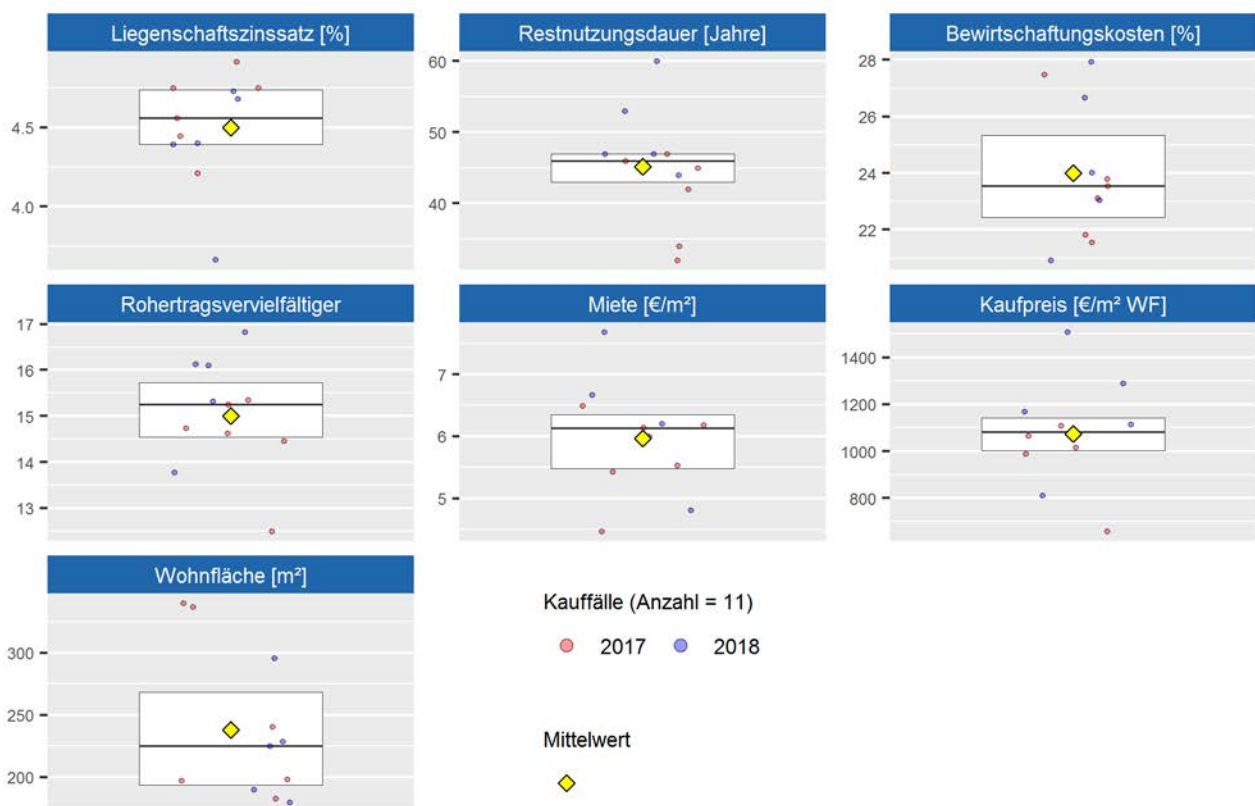 Liegenschaftszinssatz [%]
4.5
4.0
Restnutzungsdauer [Jahre]
60
50
40
Bewirtschaftungskosten [%]
28
26
24
22
Rohertragsvervielfältiger
17
16
15
14
13
Miete [€/m²]
7
6
5
Kaufpreis [€/m² WF]
1400
1200
1000
800
Wohnfläche [m²]
300
250
200
Kauffälle (Anzahl = 11)
2017 2018
Mittelwert